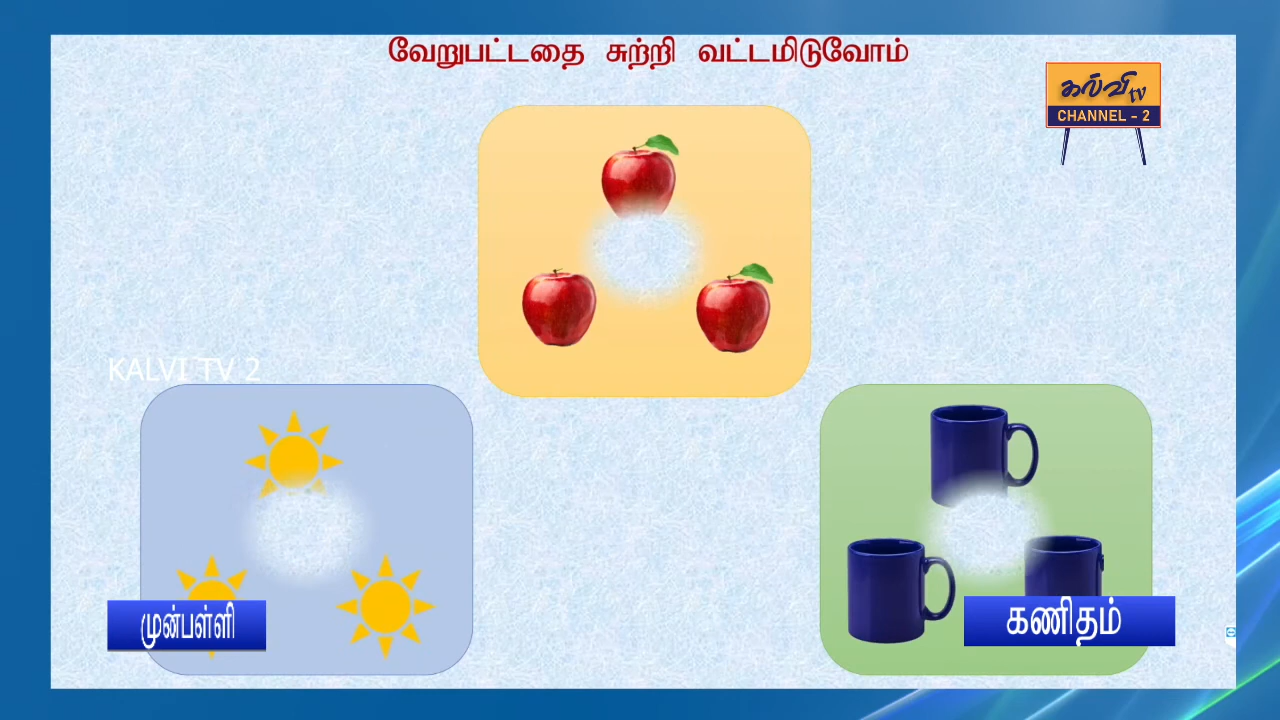 வேறுபட்டதை சுற்றி வட்டமிடுவோம்
கல்வி tv
CHANNEL - 2
KALVI TV 2
முன்பள்ளி
கணிதம்